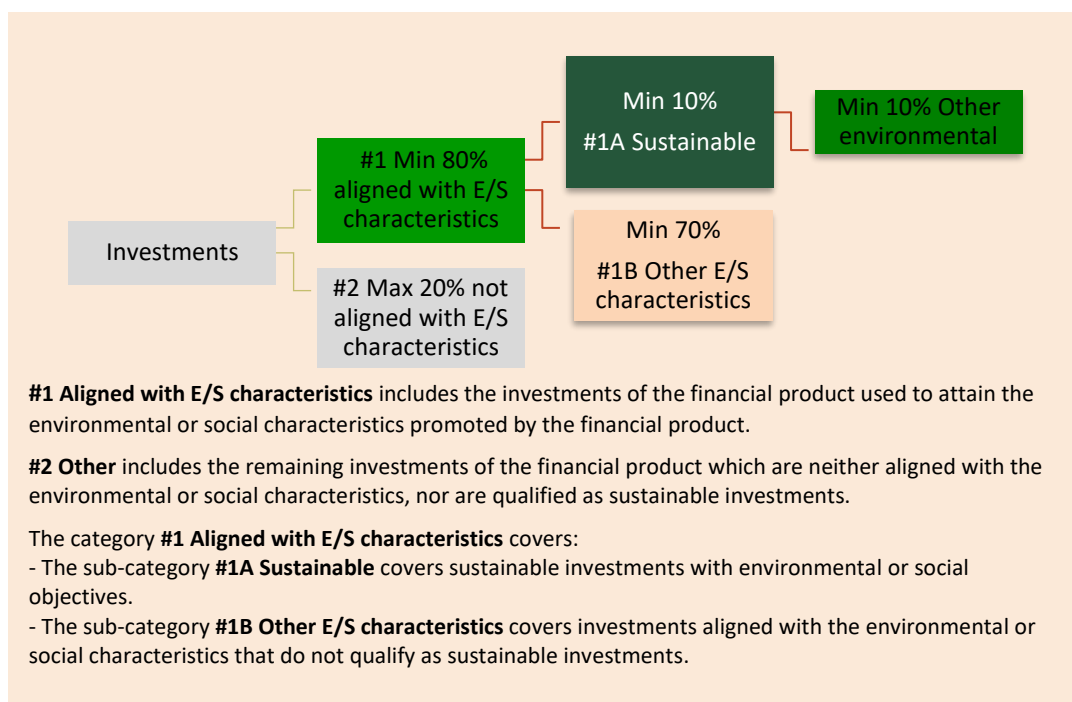 Investments
#1 Min 80%
aligned with E/S
characteristics
#2 Max 20% not
aligned with E/S
characteristics
Min 10%
#1A Sustainable
Min 70%
#1B Other E/S
characteristics
Min 10% Other
environmental
#1 Aligned with E/S characteristics includes the investments of the financial product used to attain the
environmental or social characteristics promoted by the financial product.
#2 Other includes the remaining investments of the financial product which are neither aligned with the
environmental or social characteristics, nor are qualified as sustainable investments.
The category #1 Aligned with E/S characteristics covers:
- The sub-category #1A Sustainable covers sustainable investments with environmental or social
objectives.
- The sub-category #1B Other E/S characteristics covers investments aligned with the environmental or
social characteristics that do not qualify as sustainable investments.